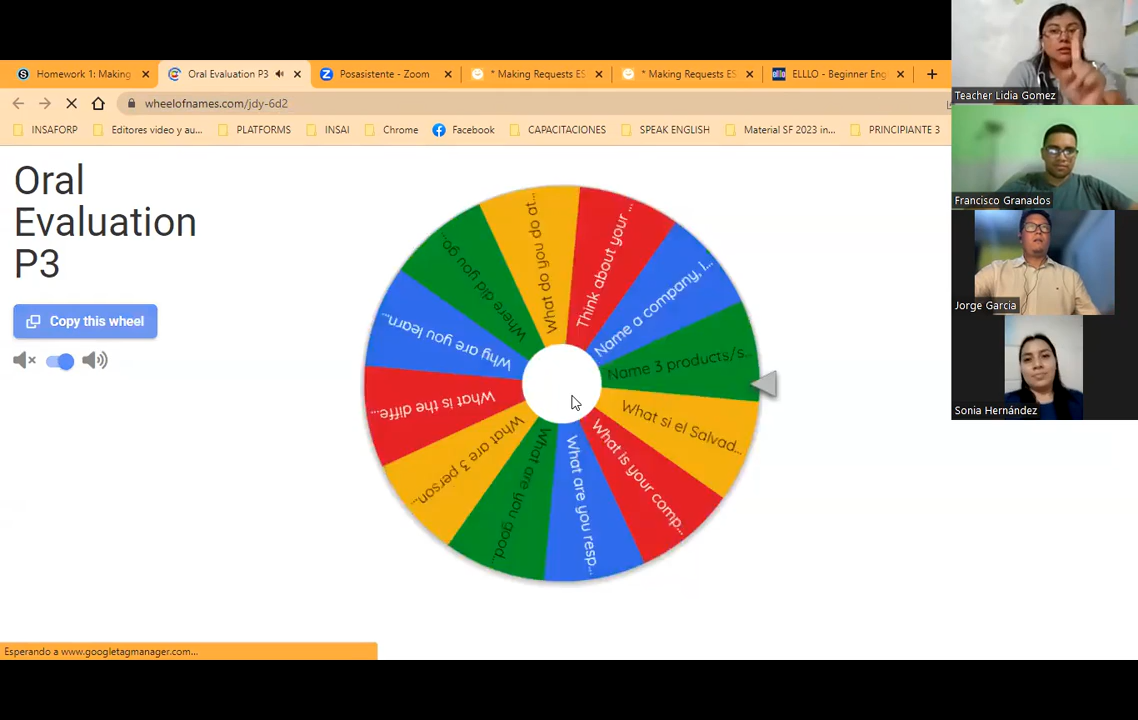 Homework 1: Making
Oral Evaluation P3
Posasistente - Zoom
* Making Requests ES
* Making Requests ES
ELLLO - Beginner Eng
wheelofnames.com/jdy-6d2
INSAFORP
Editores video y au...
PLATFORMS
INSAI
Chrome
Facebook
CAPACITACIONES
SPEAK ENGLISH
Material SF 2023 in...
PRINCIPIANTE 3
Oral
Evaluation
P3
Copy this wheel
What do you do at...
Think about your ...
Name a company, l...
Name 3 products/s...
What si el Salvad...
What is your comp...
What are you resp...
What are you good...
What are 3 person...
What is the diffe...
Why are you learn...
Where did you go...
Esperando a www.googletagmanager.com...
Teacher Lidia Gomez
Francisco Granados
Jorge Garcia
Sonia Hernández